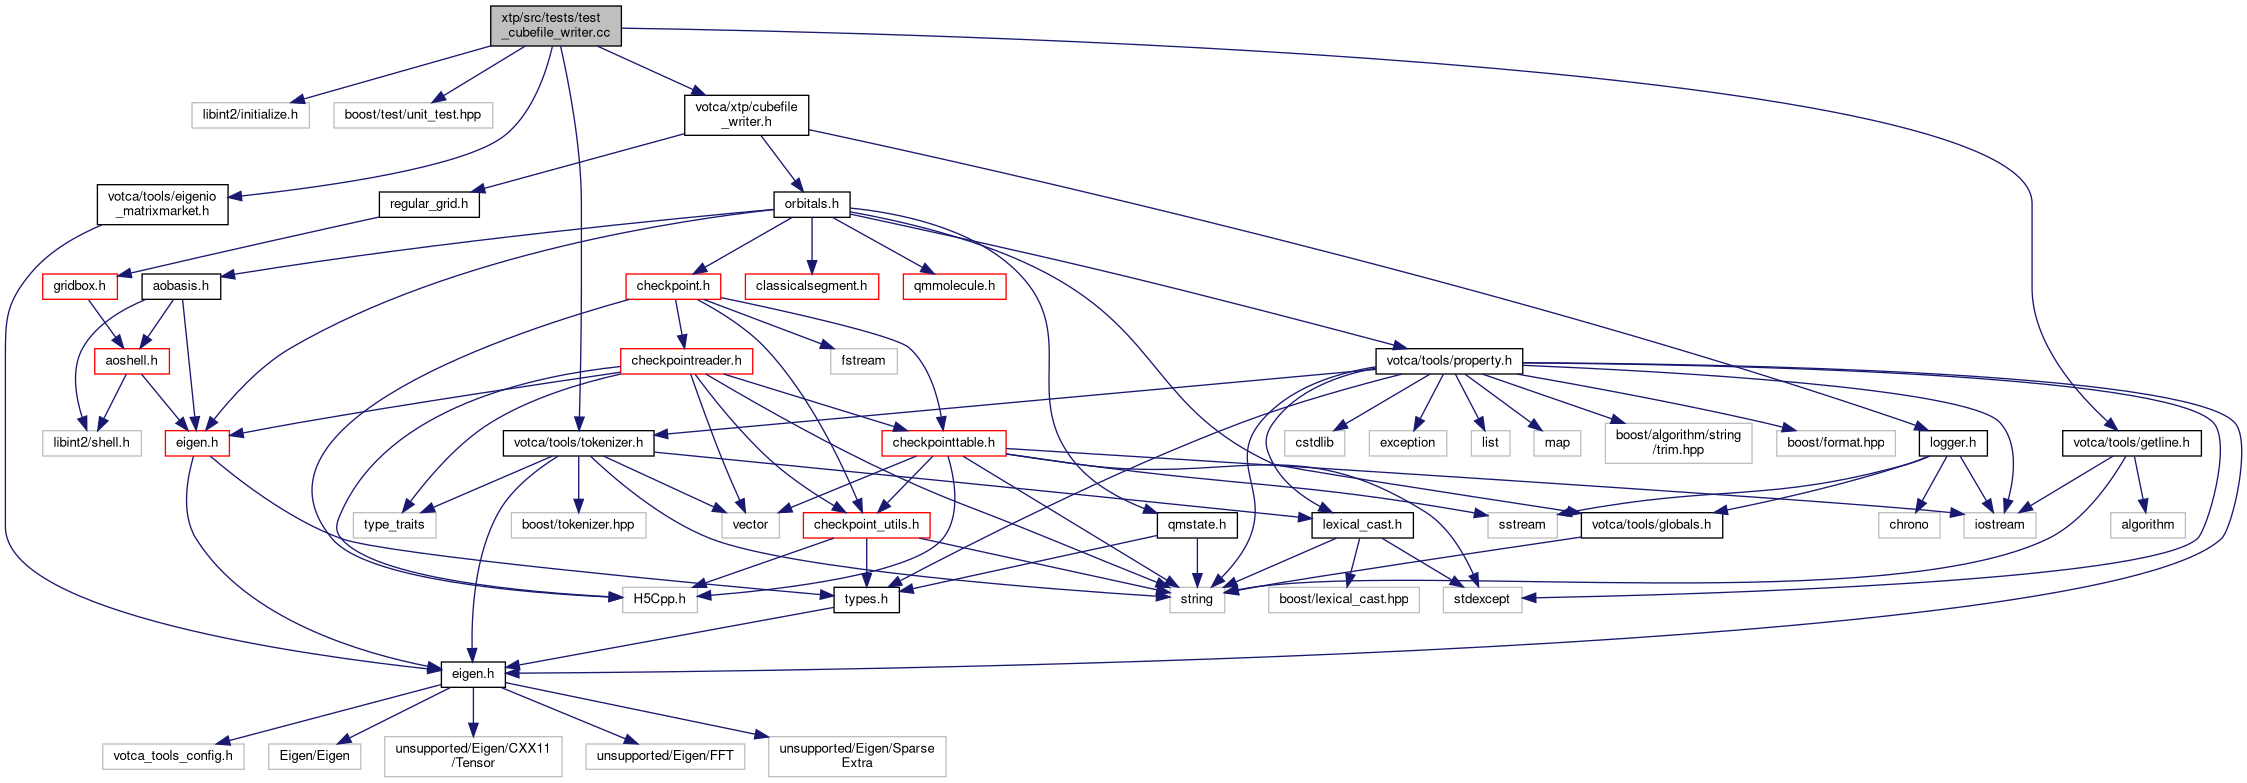 xtp/src/tests/test
_cubefile_writer.cc
libint2/initialize.h
boost/test/unit_test.hpp
votca/xtp/cubefile
_writer.h
votca/tools/eigenio
_matrixmarket.h
regular_grid.h
orbitals.h
gridbox.h
aobasis.h
checkpoint.h
classicalsegment.h
qmmolecule.h
aoshell.h
checkpointreader.h
fstream
votca/tools/property.h
libint2/shell.h
eigen.h
votca/tools/tokenizer.h
checkpointtable.h
cstdlib
exception
list
map
boost/algorithm/string
/trim.hpp
boost/format.hpp
logger.h
votca/tools/getline.h
type_traits
boost/tokenizer.hpp
vector
checkpoint_utils.h
qmstate.h
lexical_cast.h
sstream
votca/tools/globals.h
chrono
iostream
algorithm
H5Cpp.h
types.h
string
boost/lexical_cast.hpp
stdexcept
eigen.h
votca_tools_config.h
Eigen/Eigen
unsupported/Eigen/CXX11
/Tensor
unsupported/Eigen/FFT
unsupported/Eigen/Sparse
Extra